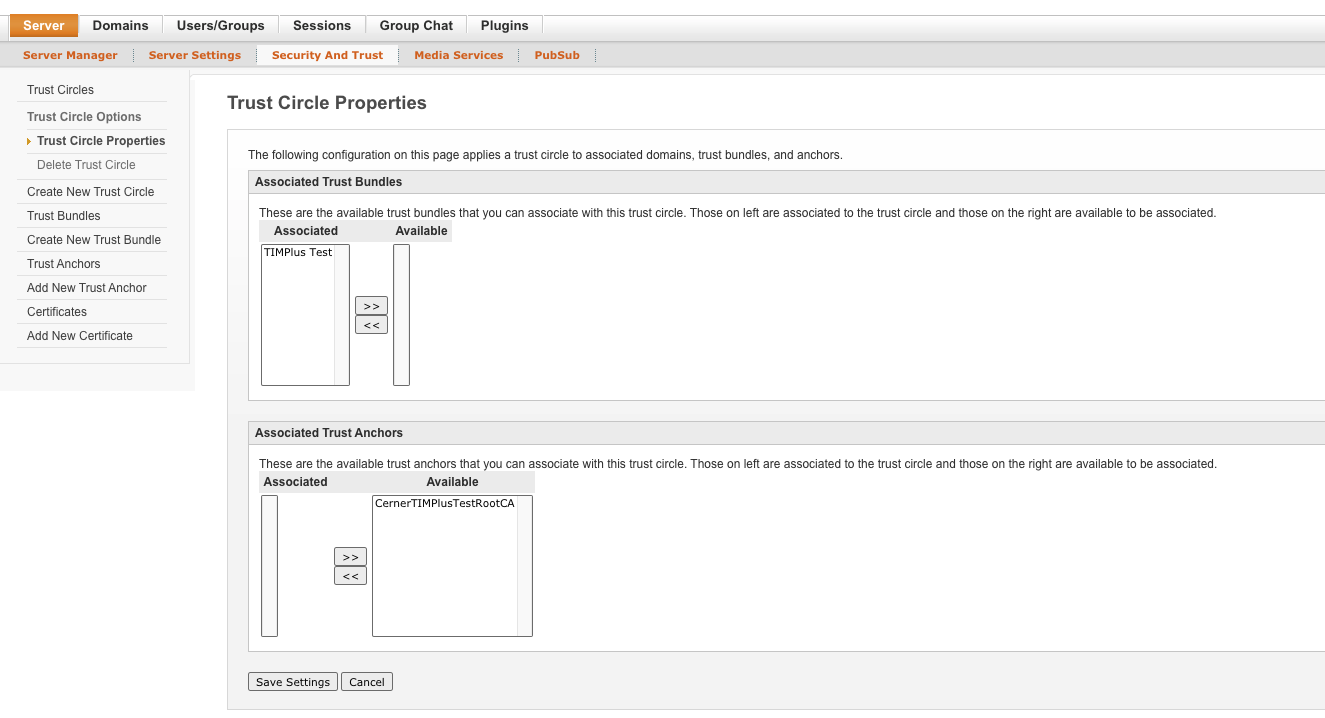 Server Domains Users/Groups Sessions Group Chat Plugins
Server Manager Server Settings Security And Trust Media Services PubSub
Trust Circles
Trust Circle Options
Trust Circle Properties
Delete Trust Circle
Create New Trust Circle
Trust Bundles
Create New Trust Bundle
Trust Anchors
Add New Trust Anchor
Certificates
Add New Certificate
Trust Circle Properties
The following configuration on this page applies a trust circle to associated domains, trust bundles, and anchors.
Associated Trust Bundles
These are the available trust bundles that you can associate with this trust circle. Those on left are associated to the trust circle and those on the right are available to be associated.
Associated Available
TIMPlus Test
>>
<<
Associated Trust Anchors
These are the available trust anchors that you can associate with this trust circle. Those on left are associated to the trust circle and those on the right are available to be associated.
Associated Available
CernerTIMPlusTestRootCA
>>
<<
Save Settings Cancel